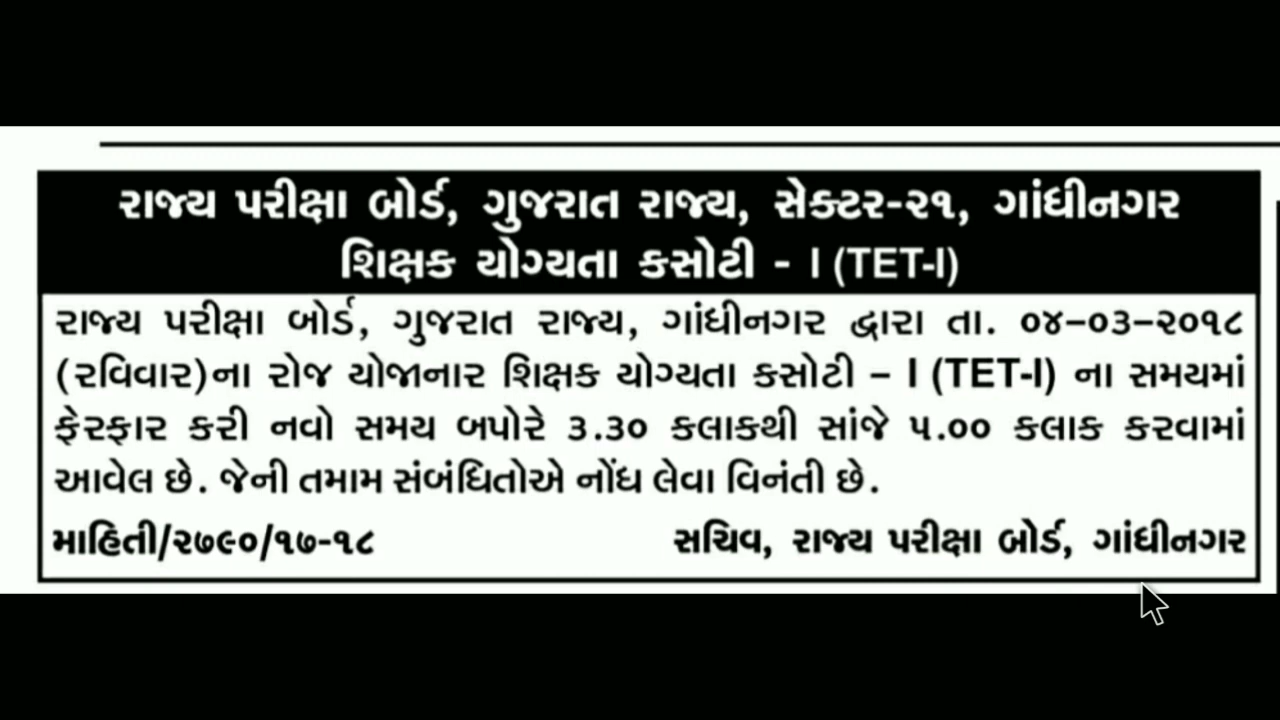 રાજ્ય પરીક્ષા બોર્ડ, ગુજરાત રાજ્ય, સેક્ટર-૨૧, ગાંધીનગર
શિક્ષક યોગ્યતા કસોટી - I (TET-I)
રાજ્ય પરીક્ષા બોર્ડ, ગુજરાત રાજ્ય, ગાંધીનગર દ્વારા તા. ૦૪–૦૩–૨૦૧૮
(રવિવાર)ના રોજ યોજાનાર શિક્ષક યોગ્યતા કસોટી – I (TET-I) ના સમયમાં
ફેરફાર કરી નવો સમય બપોરે ૩.૩૦ કલાકથી સાંજે ૫.૦૦ કલાક કરવામાં
આવેલ છે. જેની તમામ સંબંધિતોએ નોંધ લેવા વિનંતી છે.
માહિતી/૨૭૯૦/૧૭-૧૮ સચિવ, રાજ્ય પરીક્ષા બોર્ડ, ગાંધીનગર